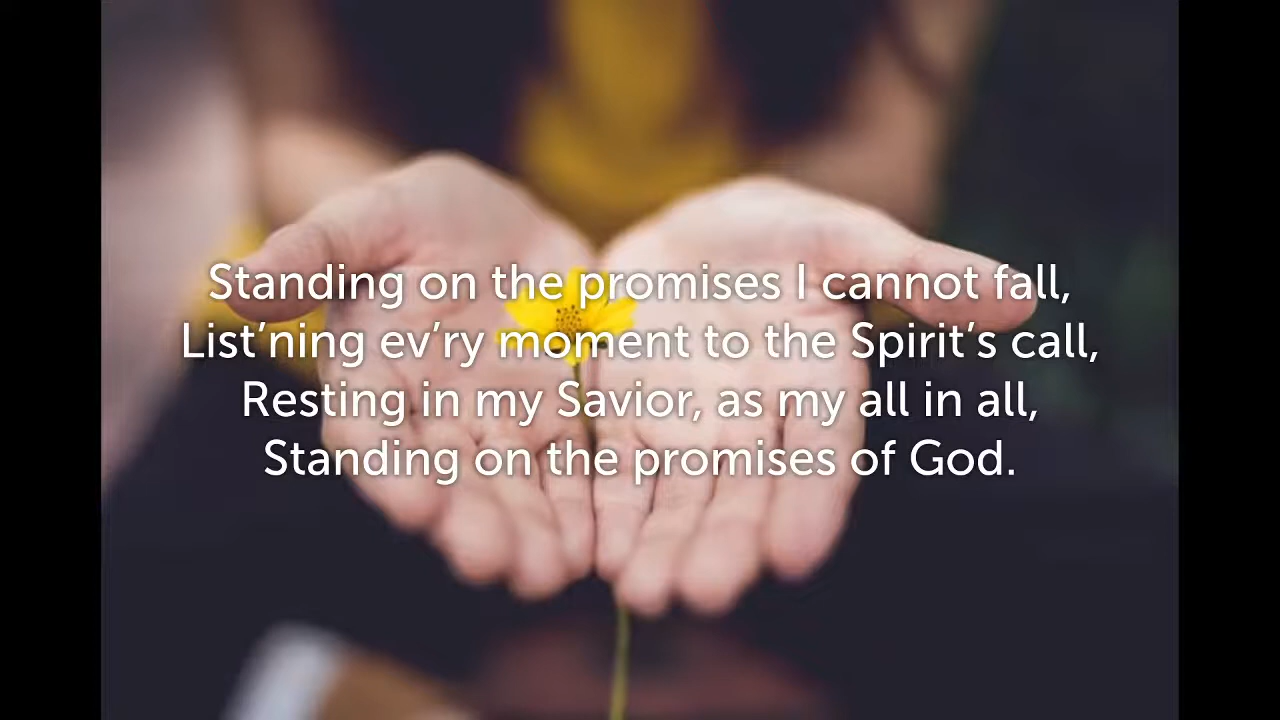 Standing on the promises I cannot fall,
List’ning ev’ry moment to the Spirit’s call,
Resting in my Savior, as my all in all,
Standing on the promises of God.